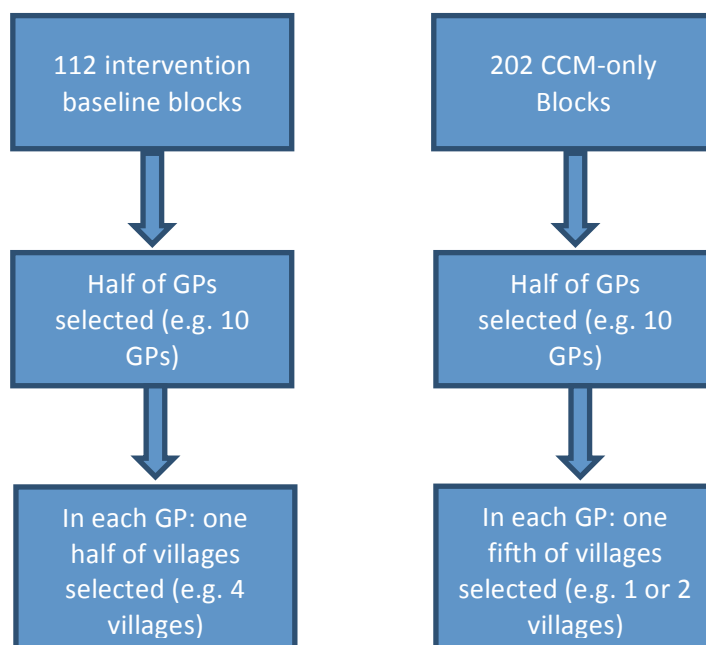 112 intervention
baseline blocks
202 CCM-only
Blocks
Half of GPs
selected (e.g. 10
GPs)
Half of GPs
selected (e.g. 10
GPs)
In each GP: one
half of villages
selected (e.g. 4
villages)
In each GP: one
fifth of villages
selected (e.g. 1 or 2
villages)